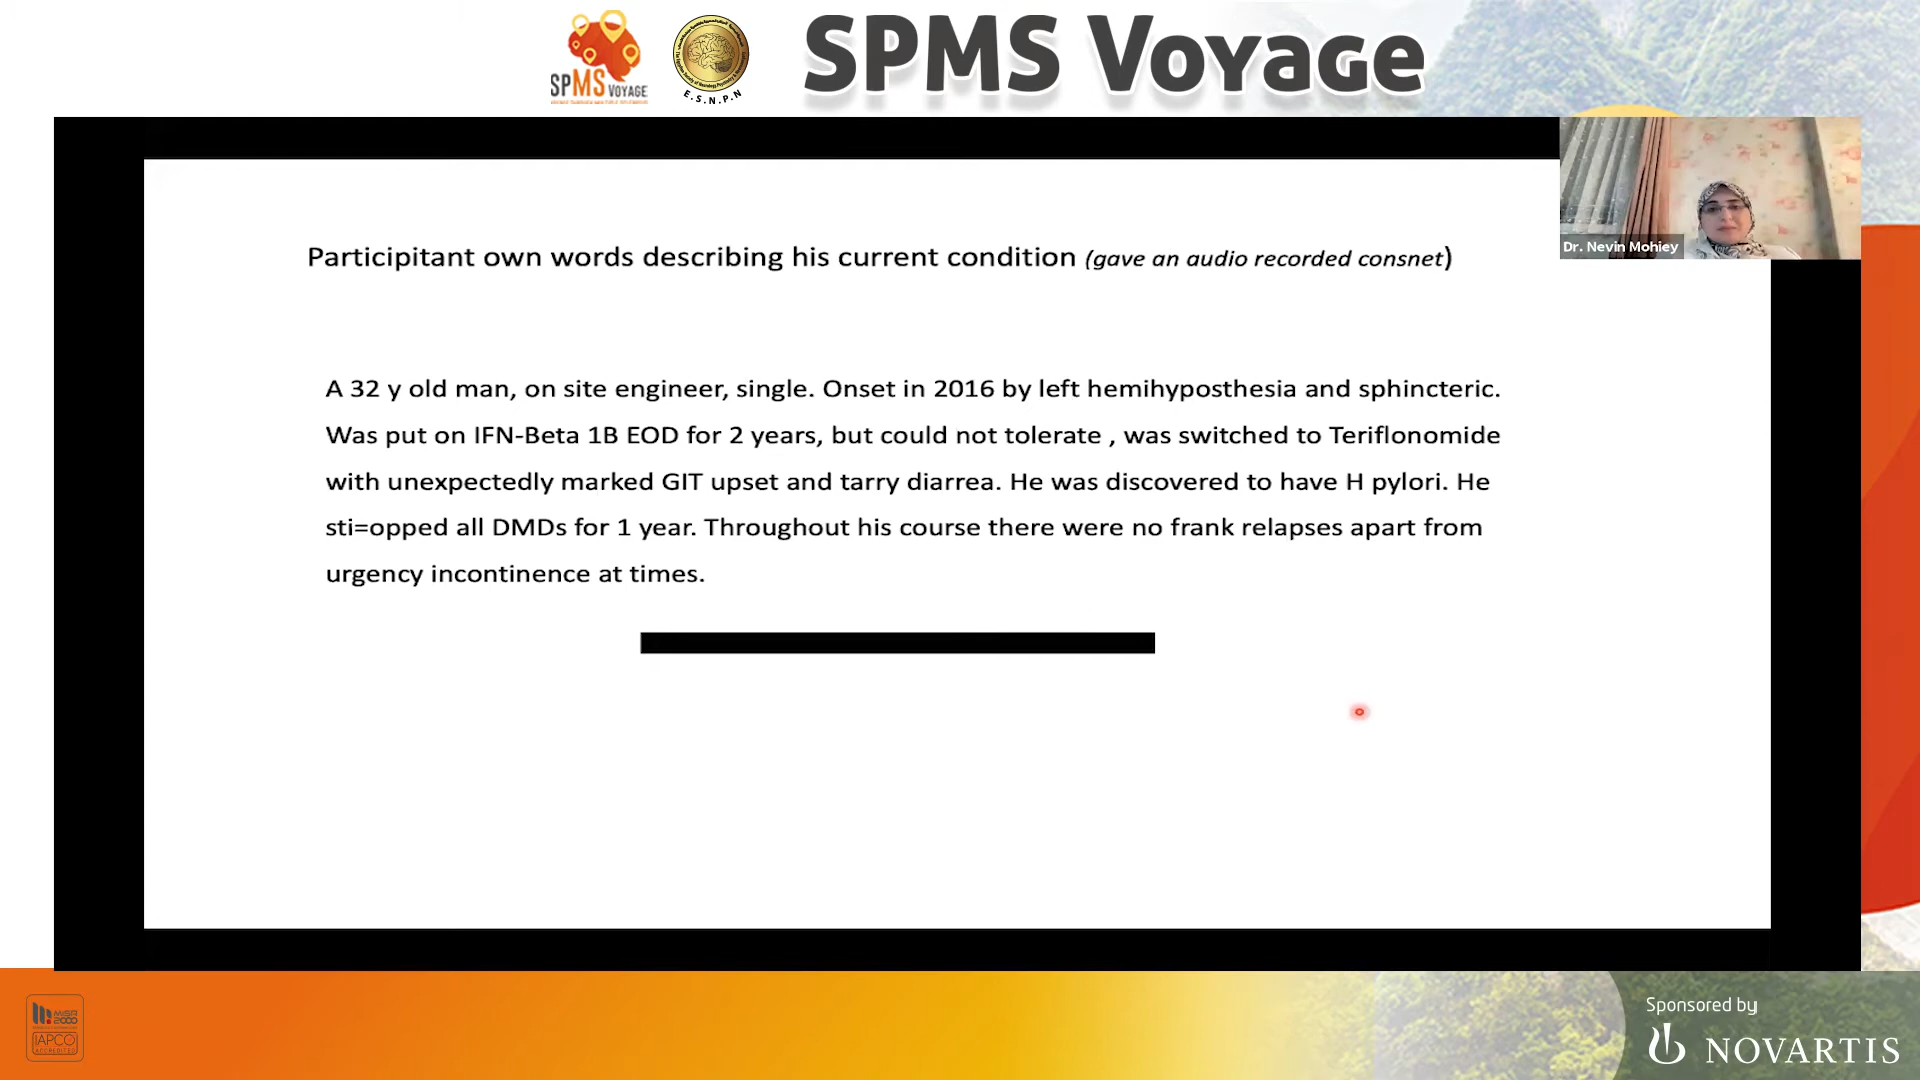 SPMS VOYAGE
E.S.N.P.N
SPMS Voyage
Dr. Nevin Mohiey
Participitant own words describing his current condition (gave an audio recorded consnet)
A 32 y old man, on site engineer, single. Onset in 2016 by left hemihyposthesia and sphincteric.
Was put on IFN-Beta 1B EOD for 2 years, but could not tolerate , was switched to Teriflonomide
with unexpectedly marked GIT upset and tarry diarrea. He was discovered to have H pylori. He
sti=opped all DMDs for 1 year. Throughout his course there were no frank relapses apart from
urgency incontinence at times.
MISR
2000
IAPCO
ACCREDITED
Sponsored by
NOVARTIS